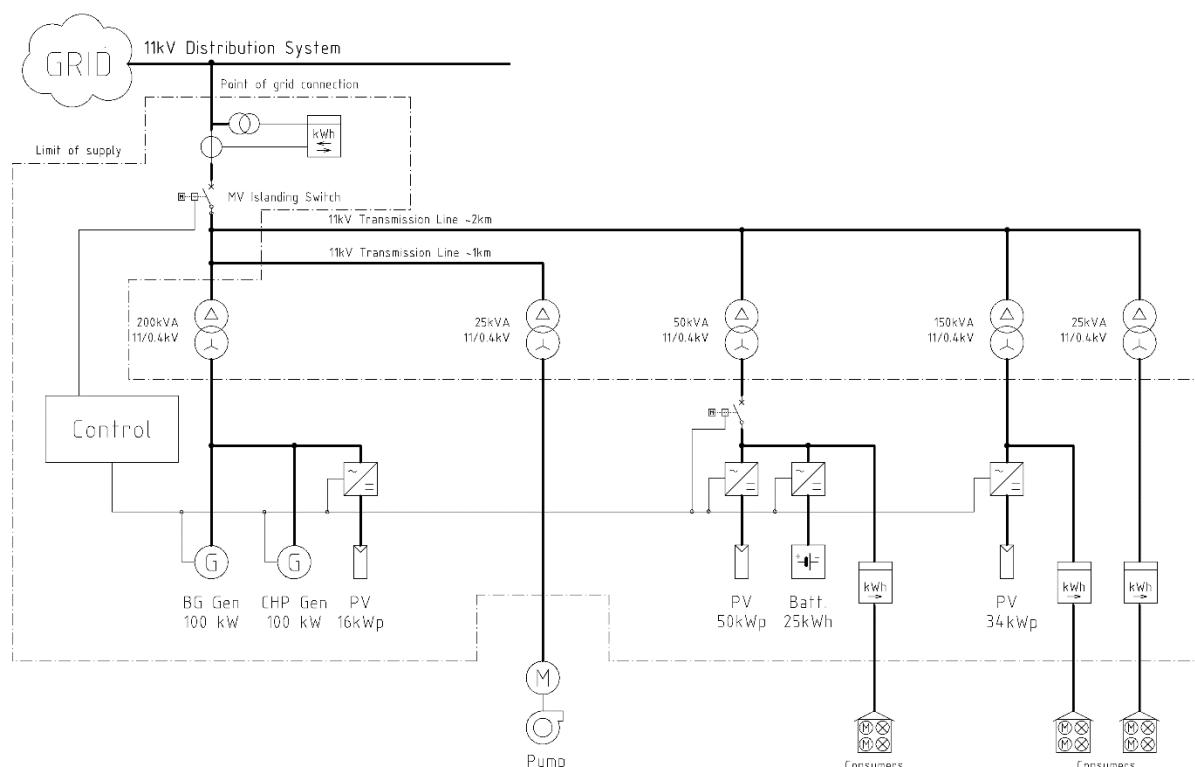 GRID
11kV Distribution System
Point of grid connection
kWh
Limit of supply
MV Islanding Switch
11kV Transmission Line ~2km
11kV Transmission Line ~1km
200kVA
11/0.4kV
25kVA
11/0.4kV
50kVA
11/0.4kV
150kVA
11/0.4kV
25kVA
11/0.4kV
Control
G
G
BG Gen
100 kW
CHP Gen
100 kW
PV
16kWp
PV
50kWp
Batt.
25kWh
kWh
PV
34kWp
kWh
kWh
M
Pump
M
M
M
M
M
M
Consumers
Consumers